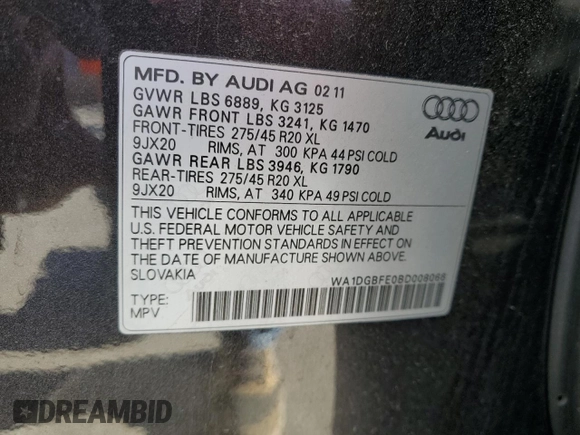 MFD. BY AUDI AG 02 11
GVWR LBS 6889, KG 3125
GAWR FRONT LBS 3241, KG 1470
FRONT-TIRES 275/45 R20 XL
9JX20 RIMS, AT 300 KPA 44 PSI COLD
GAWR REAR LBS 3946, KG 1790
REAR-TIRES 275/45 R20 XL
9JX20 RIMS, AT 340 KPA 49 PSI COLD
Audi
THIS VEHICLE CONFORMS TO ALL APPLICABLE
U.S. FEDERAL MOTOR VEHICLE SAFETY AND
THEFT PREVENTION STANDARDS IN EFFECT ON
THE DATE OF MANUFACTURE SHOWN ABOVE.
SLOVAKIA
WA1DGBFE0BD008068
TYPE:
MPV
DREAMBID